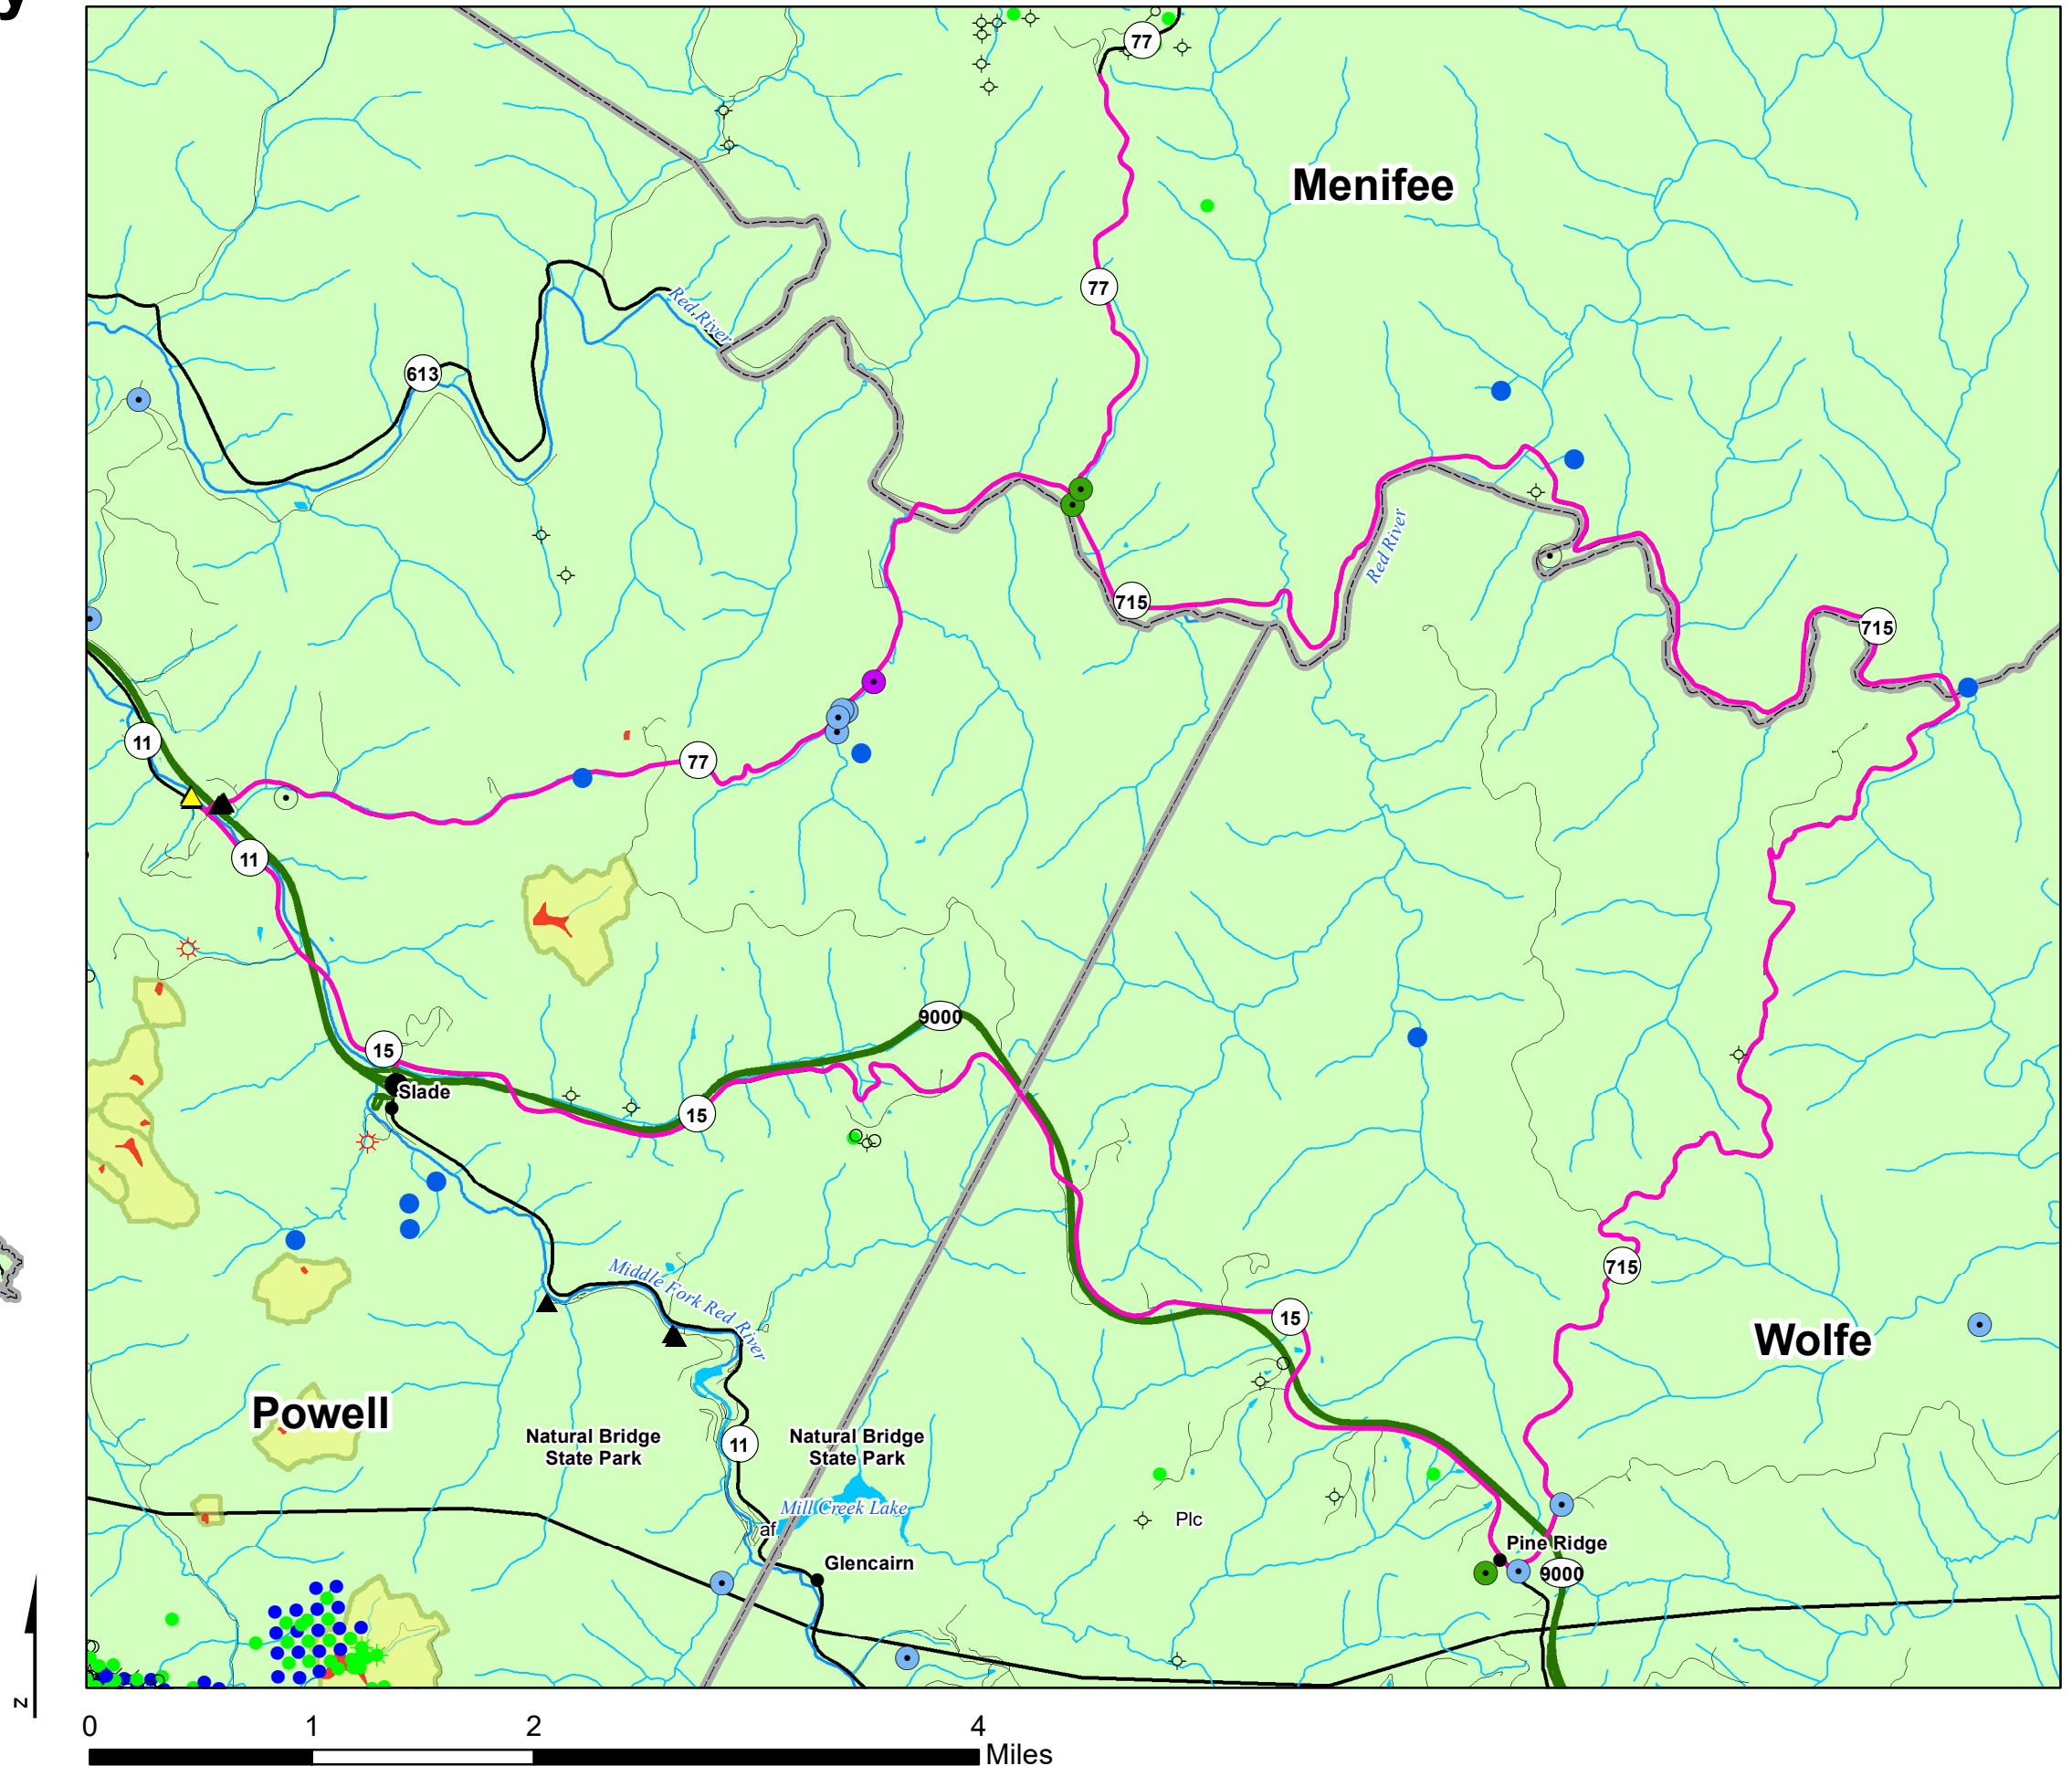 y
77
Menifee
77
Red River
613
Red River
715
715
11
77
11
9000
15
Slade
15
Middle Fork Red River
715
15
Wolfe
Powell
Natural Bridge
State Park
11
Natural Bridge
State Park
Mill Creek Lake
af
Plc
Pine Ridge
Glencairn
9000
z
0 1 2 4
Miles